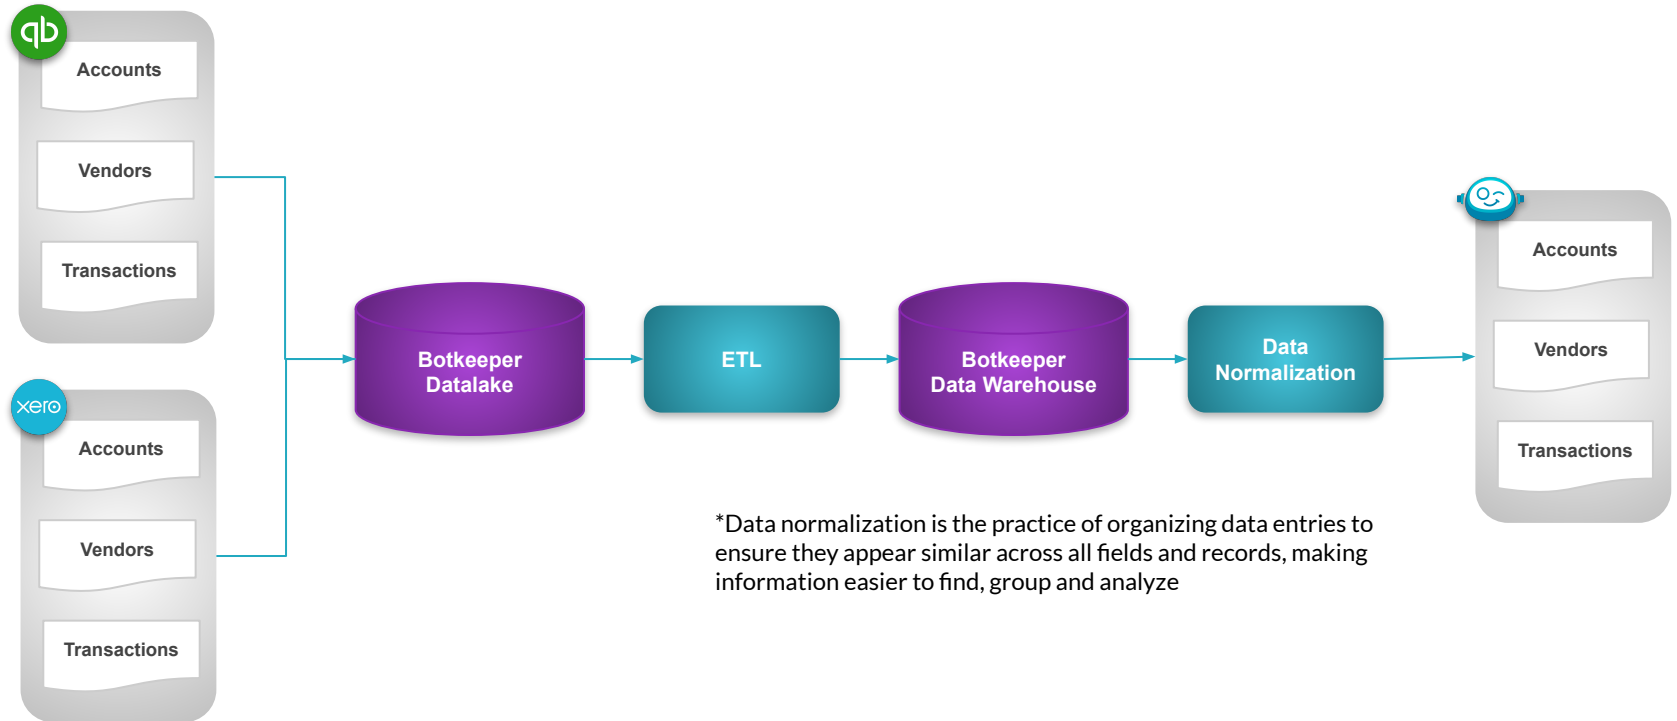 qb
Accounts
Vendors
Transactions
xero
Accounts
Vendors
Transactions
Botkeeper
Datalake
ETL
Botkeeper
Data Warehouse
Data
Normalization
Accounts
Vendors
Transactions
*Data normalization is the practice of organizing data entries to
ensure they appear similar across all fields and records, making
information easier to find, group and analyze